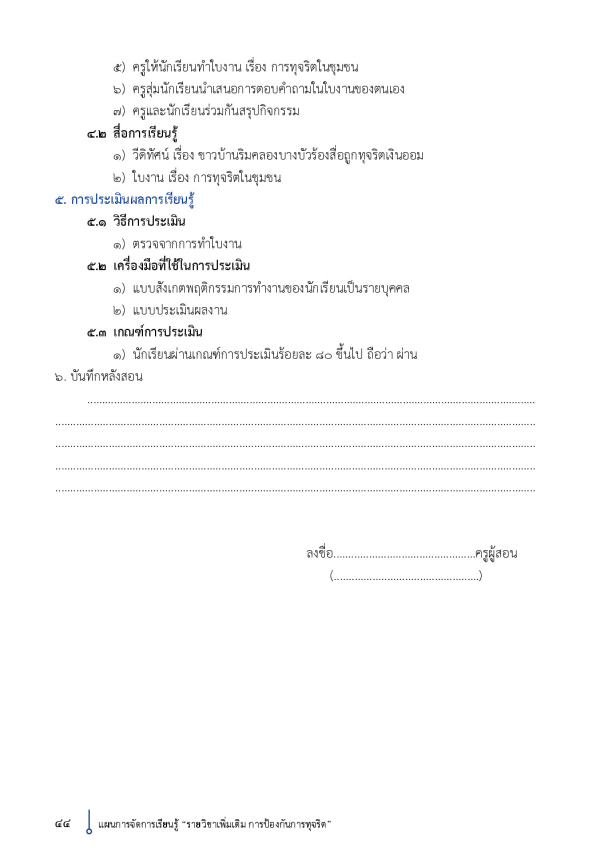 ๕) ครูให้นักเรียนทำใบงาน เรื่อง การทุจริตในชุมชน
๖) ครูสุ่มนักเรียนนำเสนอการตอบคำถามในใบงานของตนเอง
๗) ครูและนักเรียนร่วมกันสรุปกิจกรรม
๔.๒ สื่อการเรียนรู้
๑) วีดิทัศน์ เรื่อง ชาวบ้านริมคลองบางบัวร้องสื่อถูกทุจริตเงินออม
๒) ใบงาน เรื่อง การทุจริตในชุมชน
๕. การประเมินผลการเรียนรู้
๕.๑ วิธีการประเมิน
๑) ตรวจจากการทำใบงาน
๕.๒ เครื่องมือที่ใช้ในการประเมิน
๑) แบบสังเกตพฤติกรรมการทำงานของนักเรียนเป็นรายบุคคล
๒) แบบประเมินผลงาน
๕.๓ เกณฑ์การประเมิน
๑) นักเรียนผ่านเกณฑ์การประเมินร้อยละ ๘๐ ขึ้นไป ถือว่า ผ่าน
๖. บันทึกหลังสอน
ลงชื่อ................................................ครูผู้สอน
(.................................................)
๔๔ แผนการจัดการเรียนรู้ “รายวิชาเพิ่มเติม การป้องกันการทุจริต”